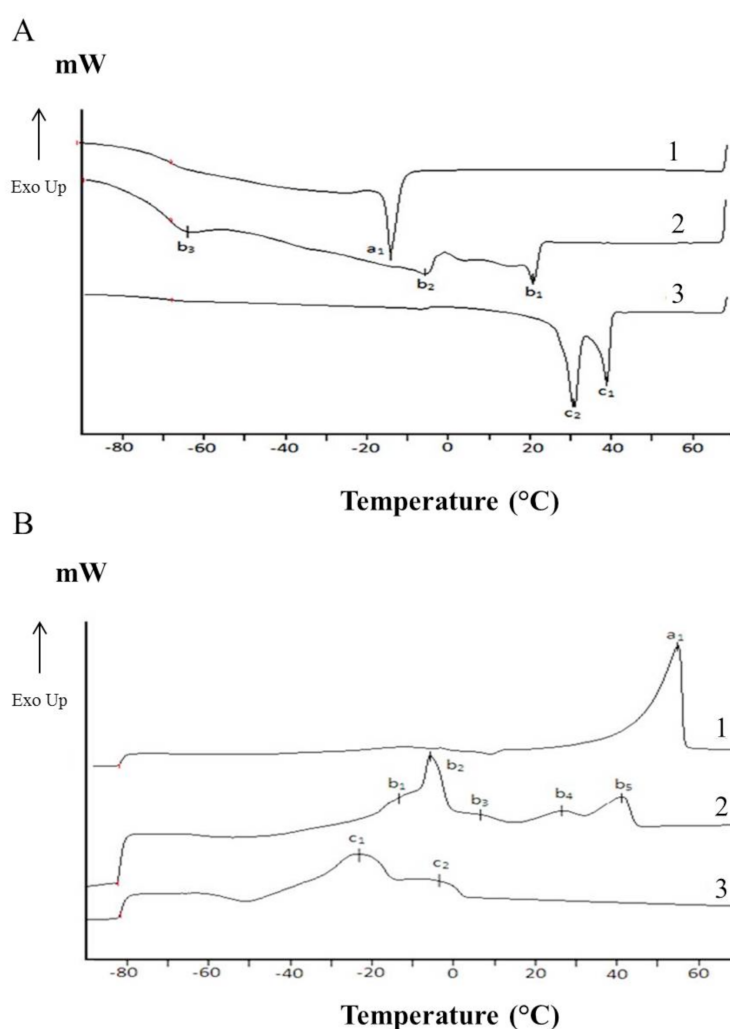 A
mW
Exo Up
1
a₁
2
b₃
b₂
b₁
3
c₂
c₁
-80 -60 -40 -20 0 20 40 60
Temperature (°C)
B
mW
Exo Up
a₁
1
b₁
b₂
b₃
b₄
b₅
2
c₁
c₂
3
-80 -60 -40 -20 0 20 40 60
Temperature (°C)